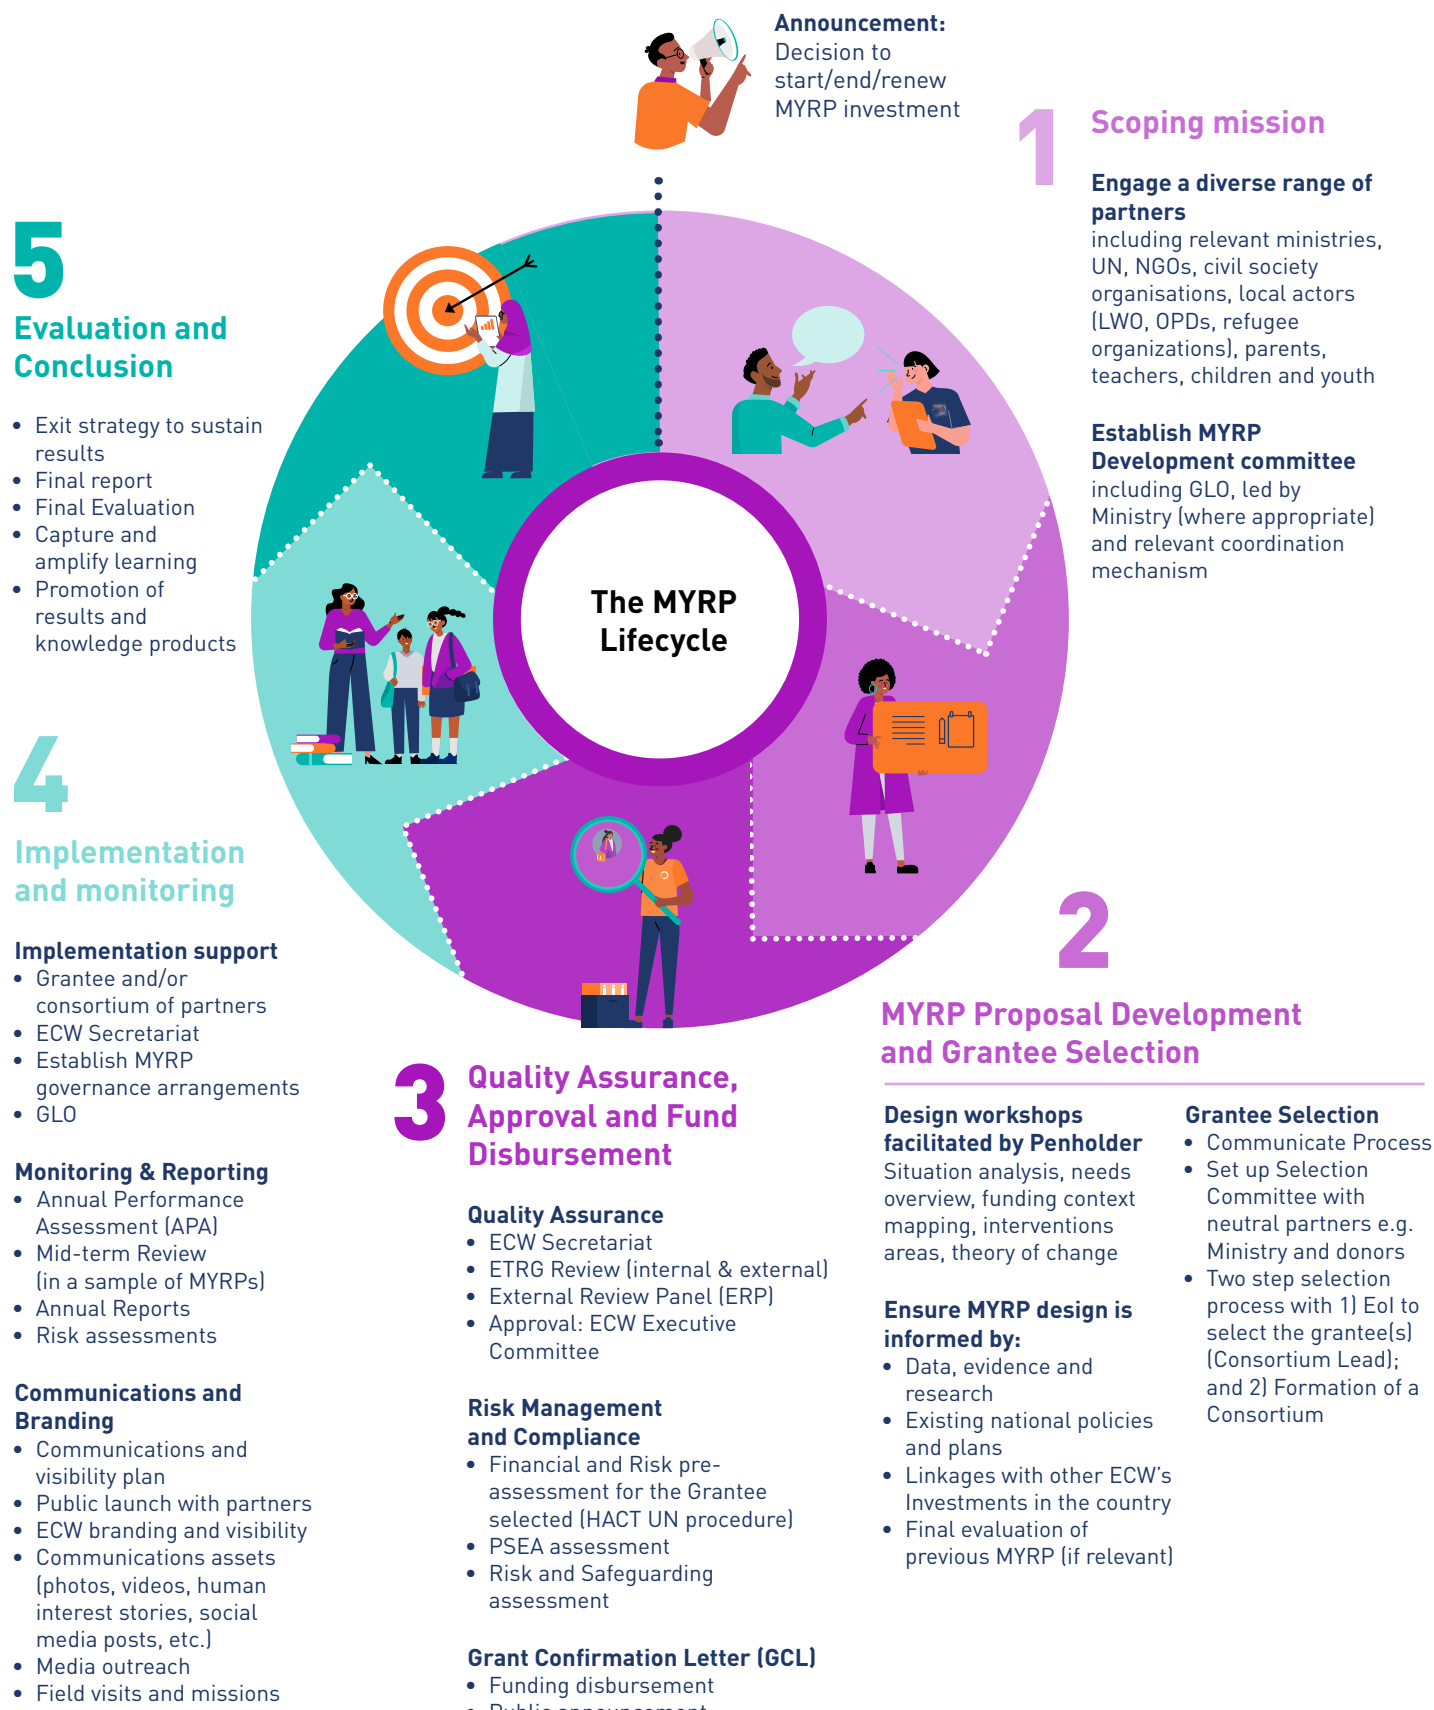 Announcement:
Decision to
start/end/renew
MYRP investment
1
Scoping mission
Engage a diverse range of
partners
including relevant ministries,
UN, NGOs, civil society
organisations, local actors
(LWO, OPDs, refugee
organizations), parents,
teachers, children and youth
Establish MYRP
Development committee
including GLO, led by
Ministry (where appropriate)
and relevant coordination
mechanism
The MYRP
Lifecycle
2
MYRP Proposal Development
and Grantee Selection
Design workshops
facilitated by Penholder
Situation analysis, needs
overview, funding context
mapping, interventions
areas, theory of change
Ensure MYRP design is
informed by:
• Data, evidence and
research
• Existing national policies
and plans
• Linkages with other ECW's
Investments in the country
• Final evaluation of
previous MYRP (if relevant)
Grantee Selection
• Communicate Process
• Set up Selection
Committee with
neutral partners e.g.
Ministry and donors
• Two step selection
process with 1) EoI to
select the grantee(s)
(Consortium Lead);
and 2) Formation of a
Consortium
3
Quality Assurance,
Approval and Fund
Disbursement
Quality Assurance
• ECW Secretariat
• ETRG Review (internal & external)
• External Review Panel (ERP)
• Approval: ECW Executive
Committee
Risk Management
and Compliance
• Financial and Risk pre-
assessment for the Grantee
selected (HACT UN procedure)
• PSEA assessment
• Risk and Safeguarding
assessment
Grant Confirmation Letter (GCL)
• Funding disbursement
• Public announcement
4
Implementation
and monitoring
Implementation support
• Grantee and/or
consortium of partners
• ECW Secretariat
• Establish MYRP
governance arrangements
• GLO
Monitoring & Reporting
• Annual Performance
Assessment (APA)
• Mid-term Review
(in a sample of MYRPs)
• Annual Reports
• Risk assessments
Communications and
Branding
• Communications and
visibility plan
• Public launch with partners
• ECW branding and visibility
• Communications assets
(photos, videos, human
interest stories, social
media posts, etc.)
• Media outreach
• Field visits and missions
5
Evaluation and
Conclusion
• Exit strategy to sustain
results
• Final report
• Final Evaluation
• Capture and
amplify learning
• Promotion of
results and
knowledge products